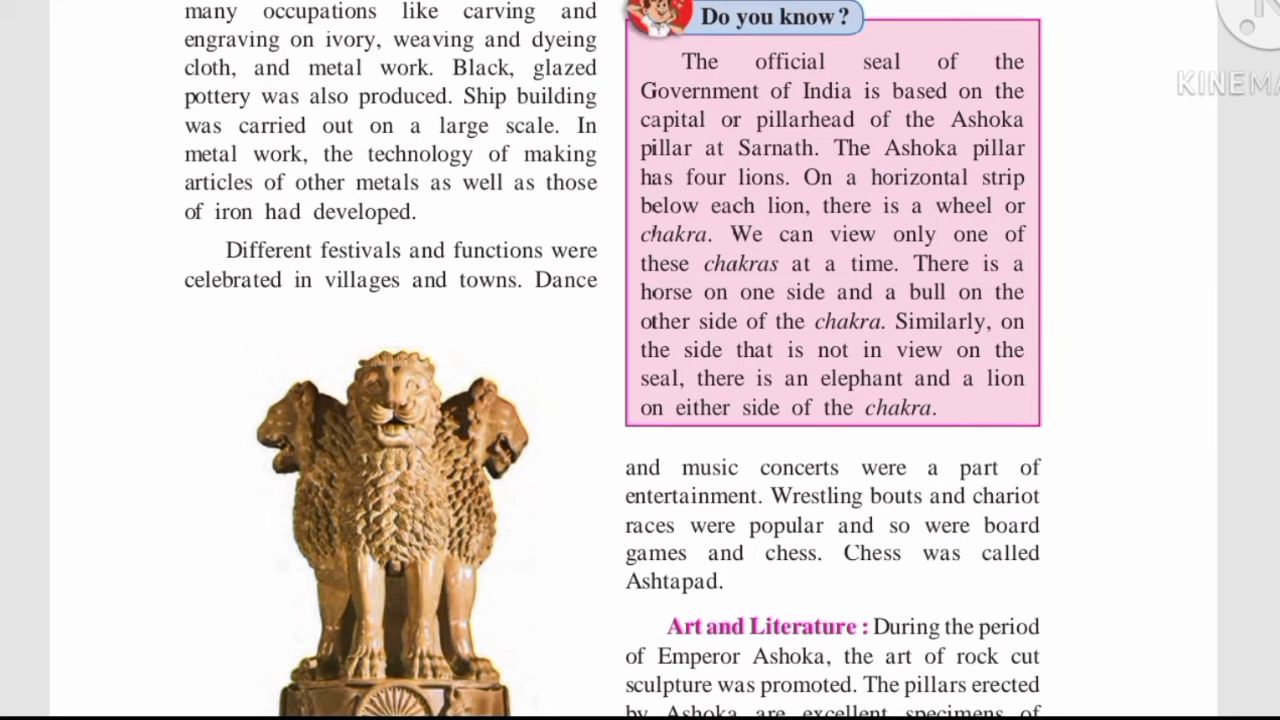 many occupations like carving and
engraving on ivory, weaving and dyeing
cloth, and metal work. Black, glazed
pottery was also produced. Ship building
was carried out on a large scale. In
metal work, the technology of making
articles of other metals as well as those
of iron had developed.
Different festivals and functions were
celebrated in villages and towns. Dance
Do you know?
The official seal of the
Government of India is based on the
capital or pillarhead of the Ashoka
pillar at Sarnath. The Ashoka pillar
has four lions. On a horizontal strip
below each lion, there is a wheel or
chakra. We can view only one of
these chakras at a time. There is a
horse on one side and a bull on the
other side of the chakra. Similarly, on
the side that is not in view on the
seal, there is an elephant and a lion
on either side of the chakra.
and music concerts were a part of
entertainment. Wrestling bouts and chariot
races were popular and so were board
games and chess. Chess was called
Ashtapad.
Art and Literature : During the period
of Emperor Ashoka, the art of rock cut
sculpture was promoted. The pillars erected
by Ashoka are excellent specimens of
KINEMA